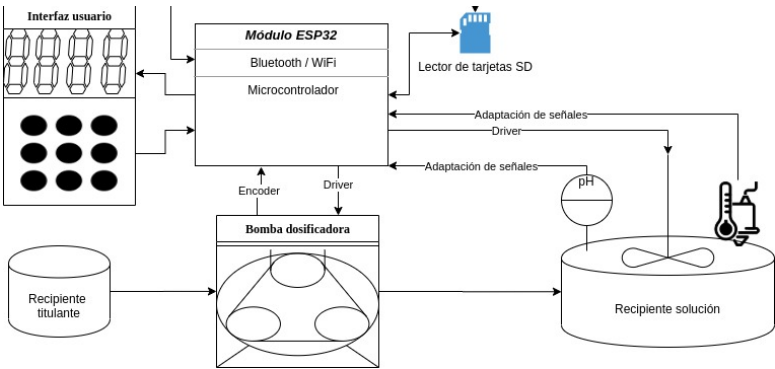 Interfaz usuario
Módulo ESP32
Bluetooth / WiFi
Microcontrolador
Lector de tarjetas SD
Adaptación de señales
Driver
Adaptación de señales
pH
Encoder
Driver
Bomba dosificadora
Recipiente
titulante
Recipiente solución